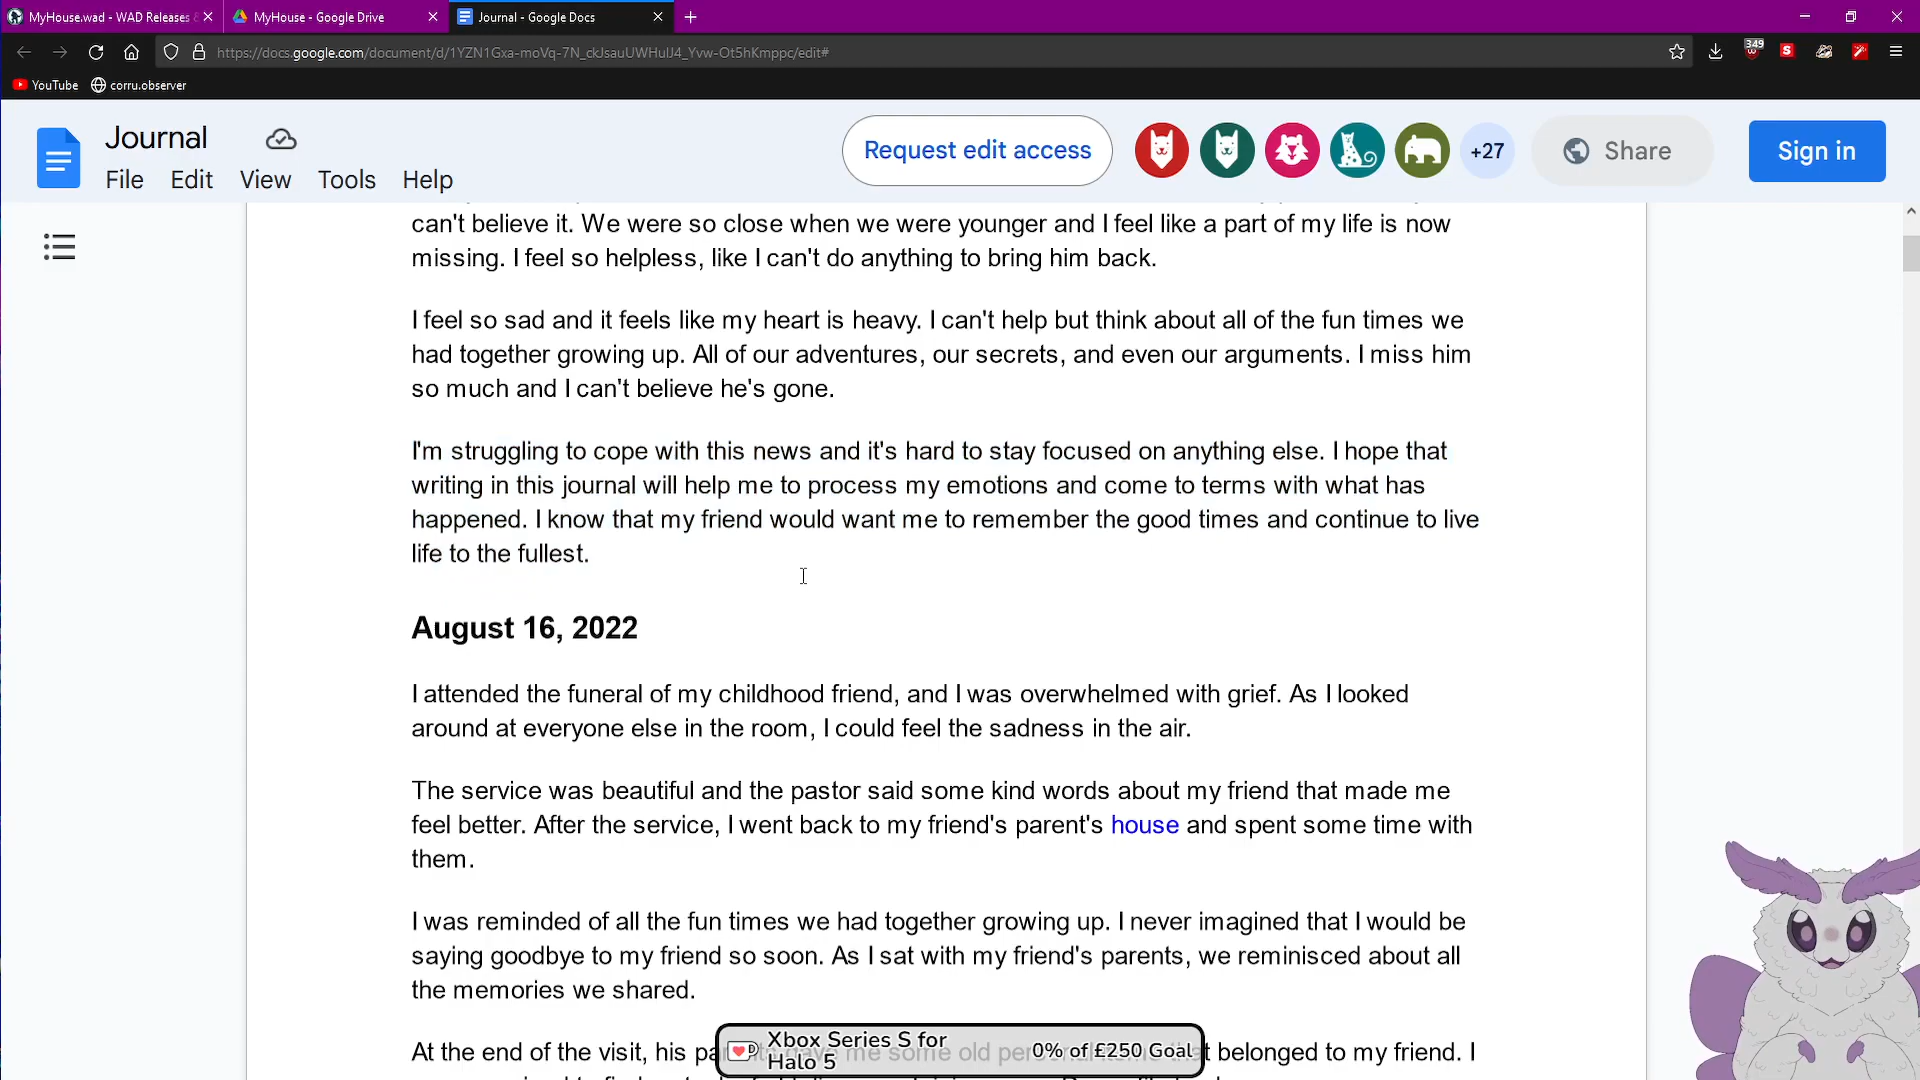 MyHouse.wad - WAD Releases
MyHouse - Google Drive
Journal - Google Docs
https://docs.google.com/document/d/1YZN1Gxa-moVq-7N_ckJsauUWHulJ4_Yvw-Ot5hKmppc/edit#
349
S
YouTube
corru.observer
Journal
File Edit View Tools Help
Request edit access
+27
Share
Sign in
can't believe it. We were so close when we were younger and I feel like a part of my life is now
missing. I feel so helpless, like I can't do anything to bring him back.
I feel so sad and it feels like my heart is heavy. I can't help but think about all of the fun times we
had together growing up. All of our adventures, our secrets, and even our arguments. I miss him
so much and I can't believe he's gone.
I'm struggling to cope with this news and it's hard to stay focused on anything else. I hope that
writing in this journal will help me to process my emotions and come to terms with what has
happened. I know that my friend would want me to remember the good times and continue to live
life to the fullest.
August 16, 2022
I attended the funeral of my childhood friend, and I was overwhelmed with grief. As I looked
around at everyone else in the room, I could feel the sadness in the air.
The service was beautiful and the pastor said some kind words about my friend that made me
feel better. After the service, I went back to my friend's parent's house and spent some time with
them.
I was reminded of all the fun times we had together growing up. I never imagined that I would be
saying goodbye to my friend so soon. As I sat with my friend's parents, we reminisced about all
the memories we shared.
At the end of the visit, his gave me some old that belonged to my friend. I
Xbox Series S for
Halo 5
0% of £250 Goal